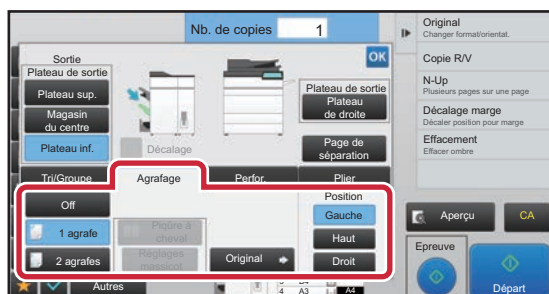 Nb. de copies 1
OK
Sortie
Plateau de sortie
Plateau sup.
Magasin
du centre
Plateau inf.
Décalage
Plateau de sortie
Plateau
de droite
Page de
séparation
Tri/Groupe
Agrafage
Perfor.
Plier
Off
1 agrafe
2 agrafes
Piqûre à
cheval
Réglages
massicot
Original
Position
Gauche
Haut
Droit
Autres
4 A3
A4
Original
Changer format/orientat.
Copie R/V
N-Up
Plusieurs pages sur une page
Décalage marge
Décaler position pour marge
Effacement
Effacer ombre
Aperçu
CA
Epreuve
Départ